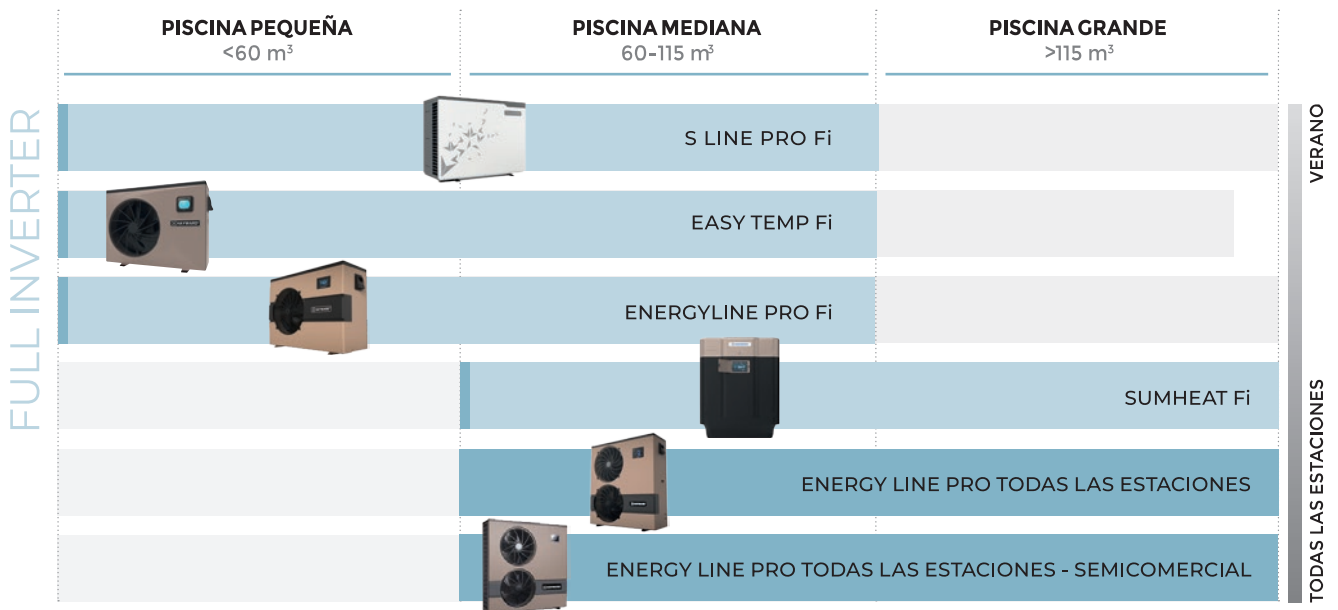 PISCINA PEQUEÑA
<60 m³
PISCINA MEDIANA
60-115 m³
PISCINA GRANDE
>115 m³
FULL INVERTER
S LINE PRO Fi
EASY TEMP Fi
ENERGYLINE PRO Fi
SUMHEAT Fi
ENERGY LINE PRO TODAS LAS ESTACIONES
ENERGY LINE PRO TODAS LAS ESTACIONES - SEMICOMERCIAL
VERANO
TODAS LAS ESTACIONES